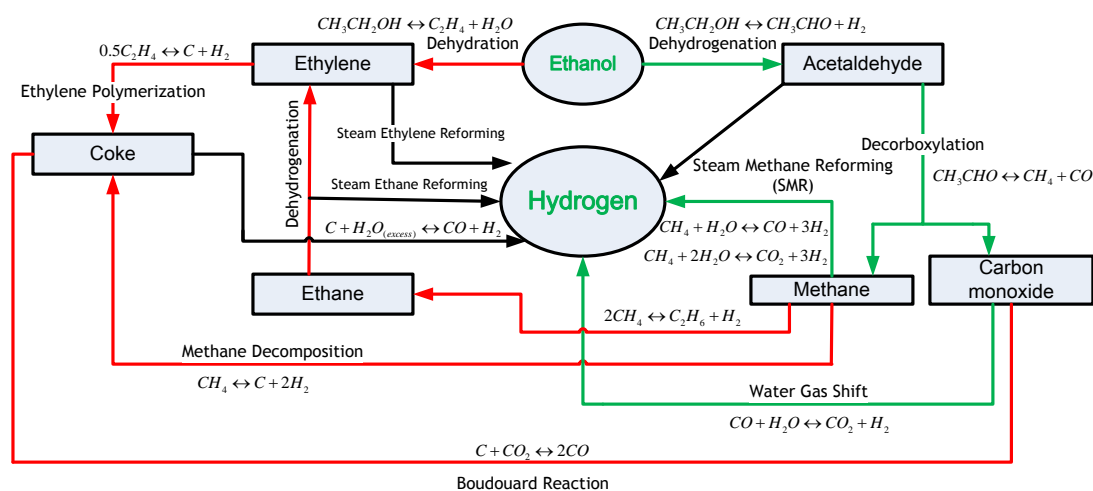 CH₃CH₂OH ↔ C₂H₄ + H₂O
Dehydration
CH₃CH₂OH ↔ CH₃CHO + H₂
Dehydrogenation
0.5C₂H₄ ↔ C + H₂
Ethylene
Ethanol
Acetaldehyde
Ethylene Polymerization
Coke
Steam Ethylene Reforming
Decorboxylation
Dehydrogenation
Steam Methane Reforming
(SMR)
CH₃CHO ↔ CH₄ + CO
Steam Ethane Reforming
Hydrogen
C + H₂O₍excess₎ ↔ CO + H₂
CH₄ + H₂O ↔ CO + 3H₂
CH₄ + 2H₂O ↔ CO₂ + 3H₂
Ethane
Methane
Carbon
monoxide
2CH₄ ↔ C₂H₆ + H₂
Methane Decomposition
CH₄ ↔ C + 2H₂
Water Gas Shift
CO + H₂O ↔ CO₂ + H₂
C + CO₂ ↔ 2CO
Boudouard Reaction